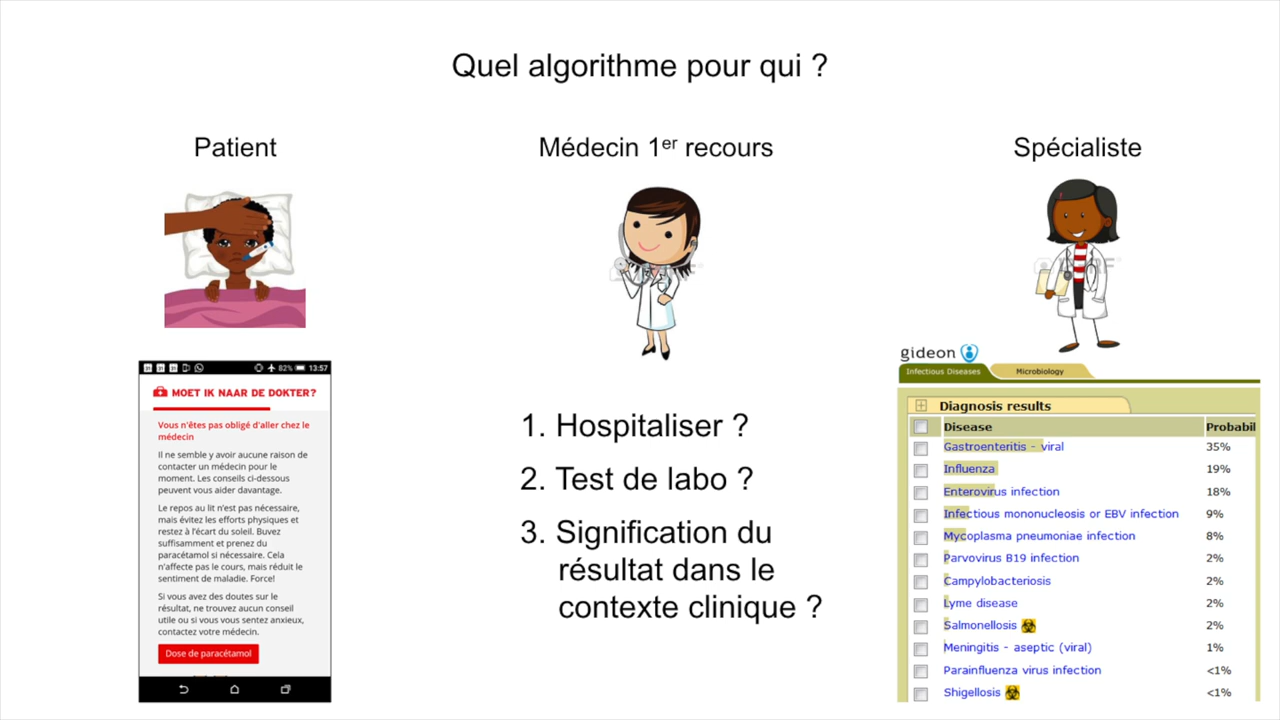 Quel algorithme pour qui ?
Patient
Médecin 1er recours
Spécialiste
82% 13:57
MOET IK NAAR DE DOKTER?
Vous n'êtes pas obligé d'aller chez le
médecin
Il ne semble y avoir aucune raison de
contacter un médecin pour le
moment. Les conseils ci-dessous
peuvent vous aider davantage.
Le repos au lit n'est pas nécessaire,
mais évitez les efforts physiques et
restez à l'écart du soleil. Buvez
suffisamment et prenez du
paracétamol si nécessaire. Cela
n'affecte pas le cours, mais réduit le
sentiment de maladie. Force!
Si vous avez des doutes sur le
résultat, ne trouvez aucun conseil
utile ou si vous vous sentez anxieux,
contactez votre médecin.
Dose de paracétamol
1. Hospitaliser ?
2. Test de labo ?
3. Signification du
résultat dans le
contexte clinique ?
gideon
Infectious Diseases Microbiology
Diagnosis results
Disease Probabil
Gastroenteritis - viral 35%
Influenza 19%
Enterovirus infection 18%
Infectious mononucleosis or EBV infection 9%
Mycoplasma pneumoniae infection 8%
Parvovirus B19 infection 2%
Campylobacteriosis 2%
Lyme disease 2%
Salmonellosis 2%
Meningitis - aseptic (viral) 1%
Parainfluenza virus infection <1%
Shigellosis <1%